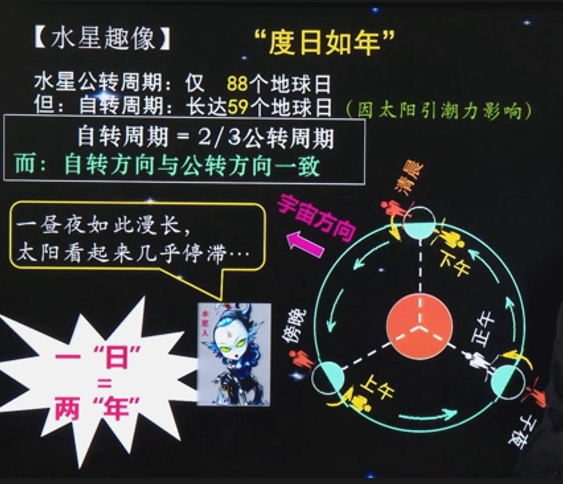 【水星趣像】 “度日如年”
水星公转周期：仅 88个地球日
但：自转周期：长达59个地球日（因太阳引潮力影响）
自转周期 = 2/3公转周期
而：自转方向与公转方向一致
一昼夜如此漫长，
太阳看起来几乎停滞…
宇宙方向
清晨
下午
傍晚
正午
上午
子夜
水星人
一“日”
=
两“年”